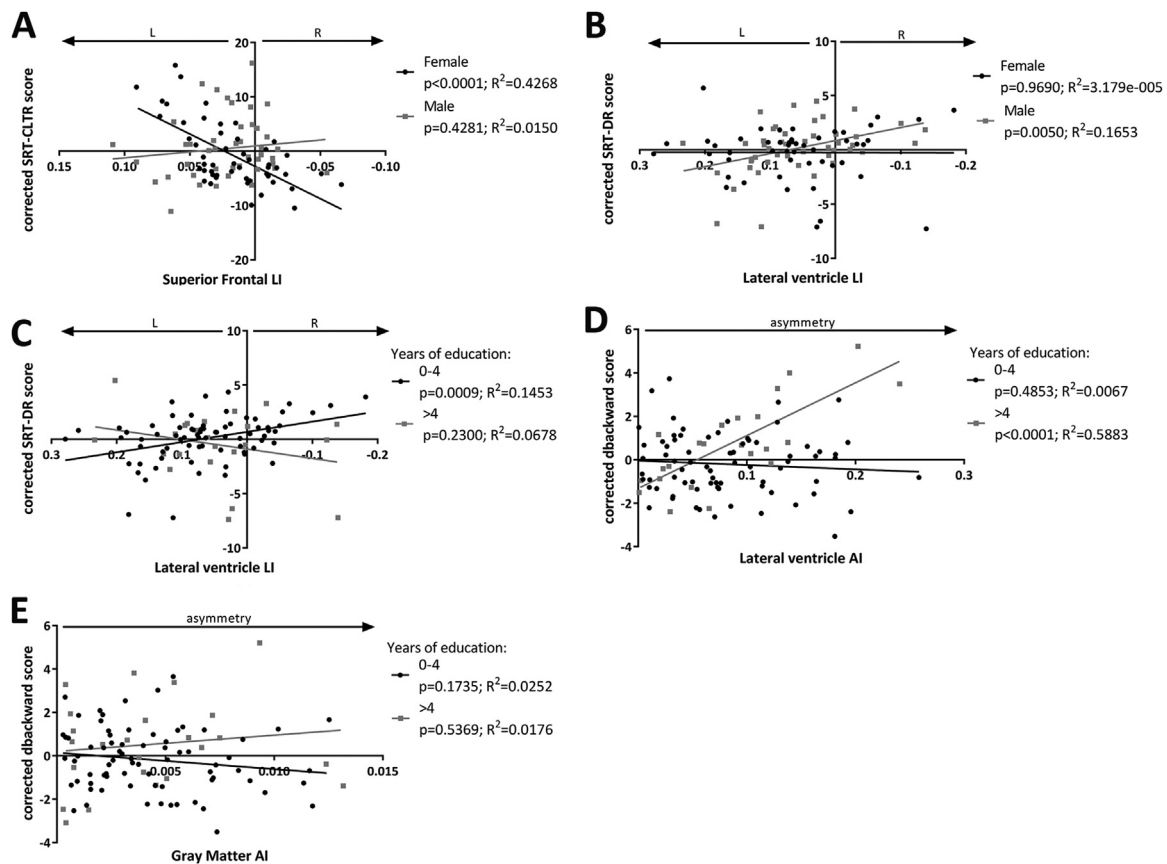 A
L R
20
10
0.15 0.10 0.05 -0.05 -0.10
-10
-20
corrected SRT-CLTR score
Superior Frontal LI
Female
p<0.0001; R²=0.4268
Male
p=0.4281; R²=0.0150
B
L R
10
5
0.3 0.2 0.1 -0.1 -0.2
-5
-10
corrected SRT-DR score
Lateral ventricle LI
Female
p=0.9690; R²=3.179e-005
Male
p=0.0050; R²=0.1653
C
L R
10
5
0.3 0.2 0.1 -0.1 -0.2
-5
-10
corrected SRT-DR score
Lateral ventricle LI
Years of education:
0-4
p=0.0009; R²=0.1453
>4
p=0.2300; R²=0.0678
D
asymmetry
6
4
2
0
0.1 0.2 0.3
-2
-4
corrected dbackward score
Lateral ventricle AI
Years of education:
0-4
p=0.4853; R²=0.0067
>4
p<0.0001; R²=0.5883
E
asymmetry
6
4
2
0
0.005 0.010 0.015
-2
-4
corrected dbackward score
Gray Matter AI
Years of education:
0-4
p=0.1735; R²=0.0252
>4
p=0.5369; R²=0.0176